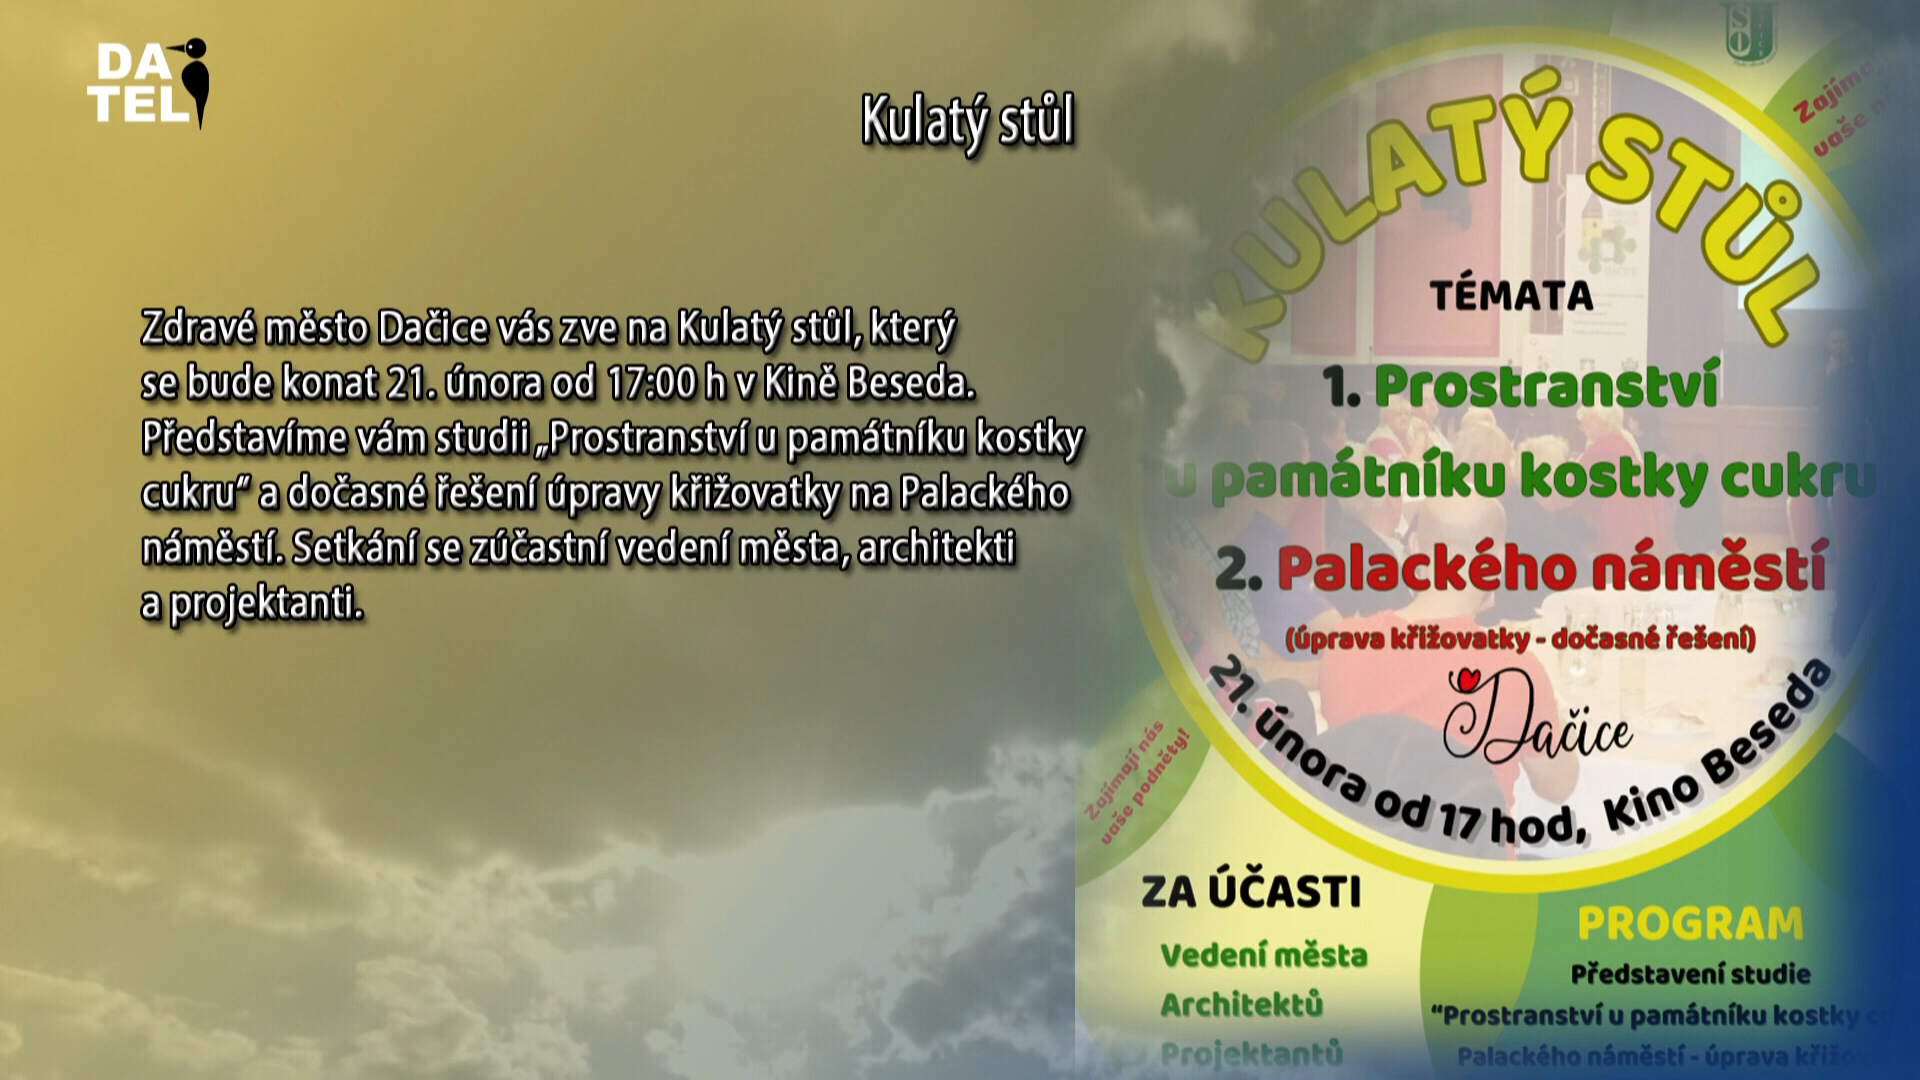 DA
TEL
Kulatý stůl
Zdravé město Dačice vás zve na Kulatý stůl, který
se bude konat 21. února od 17:00 h v Kině Beseda.
Představíme vám studii „Prostranství u památníku kostky
cukru“ a dočasné řešení úpravy křižovatky na Palackého
náměstí. Setkání se zúčastní vedení města, architekti
a projektanti.
KULATÝ STŮL
TÉMATA
1. Prostranství
u památníku kostky cukru
2. Palackého náměstí
(úprava křižovatky - dočasné řešení)
Dačice
21. února od 17 hod, Kino Beseda
Zajímají nás
vaše podněty!
ZA ÚČASTI
Vedení města
Architektů
Projektantů
PROGRAM
Představení studie
“Prostranství u památníku kostky
Palackého náměstí - úprava